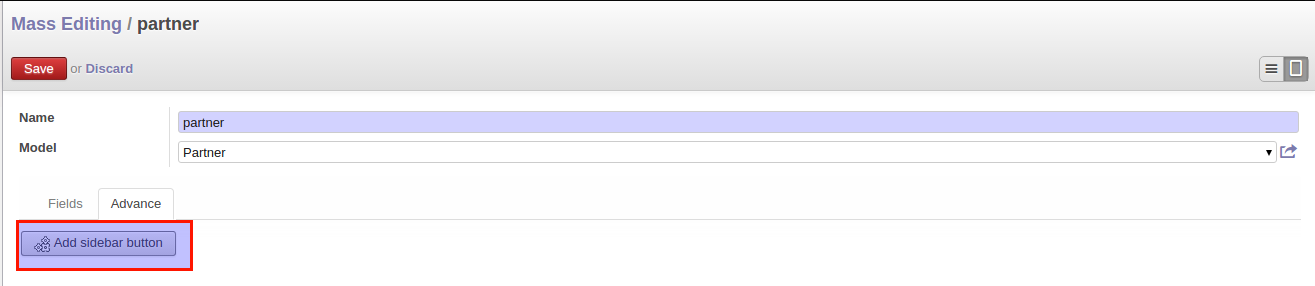 Mass Editing / partner
Save or Discard
Name
partner
Model
Partner
Fields Advance
Add sidebar button